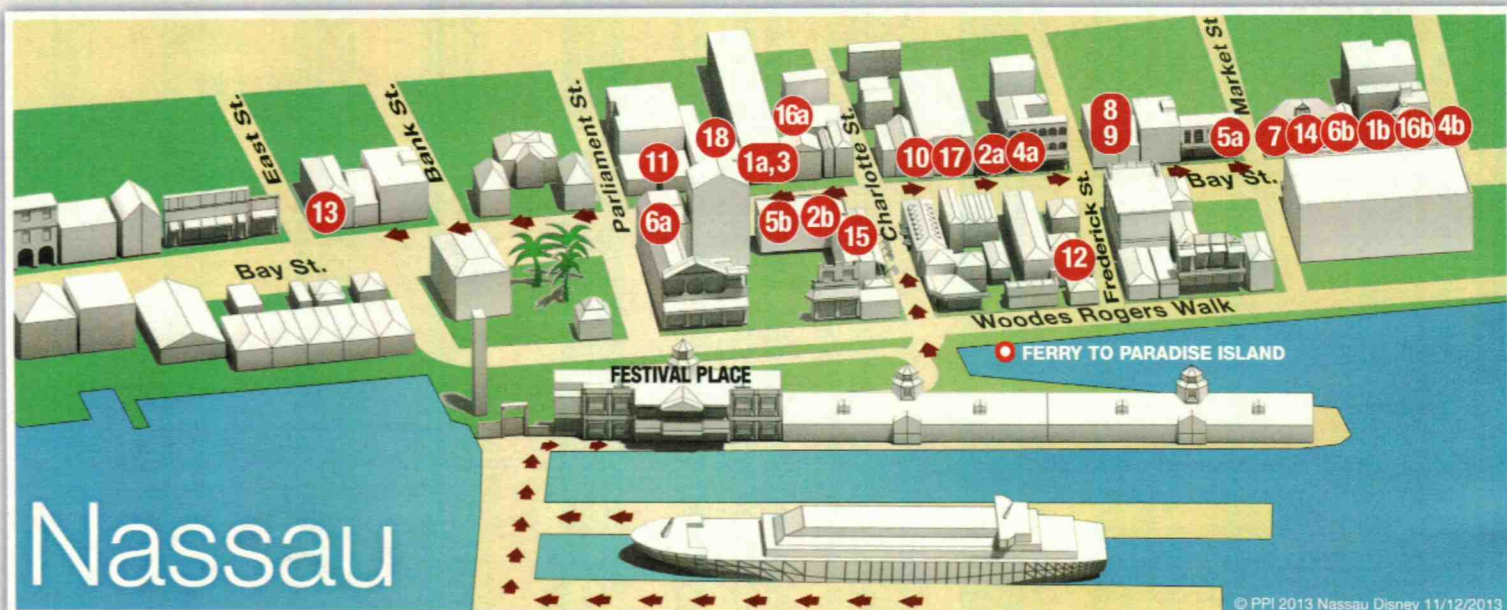 East St.
Bank St.
Parliament St.
Charlotte St.
Frederick St.
Market St
16a
18
11
1a,3
10
17
2a
4a
8
9
5a
7
14
6b
1b
16b
4b
13
6a
5b
2b
15
12
Bay St.
Bay St.
Woodes Rogers Walk
FERRY TO PARADISE ISLAND
FESTIVAL PLACE
Nassau
© PPI 2013 Nassau Disney 11/12/2013